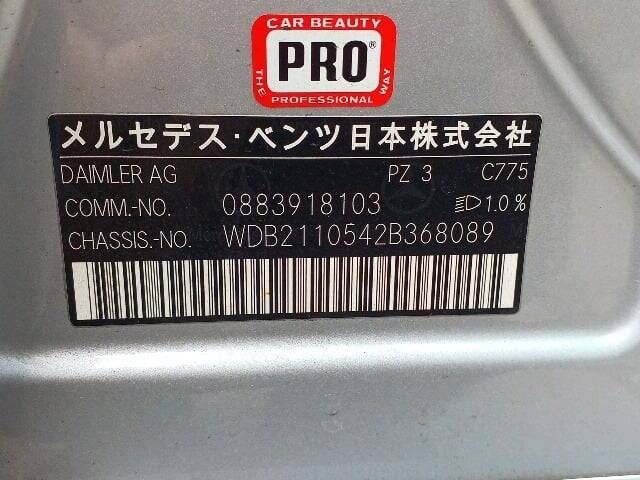 CAR BEAUTY
PRO®
THE PROFESSIONAL WAY
メルセデス・ベンツ日本株式会社
DAIMLER AG PZ 3 C775
COMM.-NO. 0883918103 1.0%
CHASSIS.-NO. WDB2110542B368089